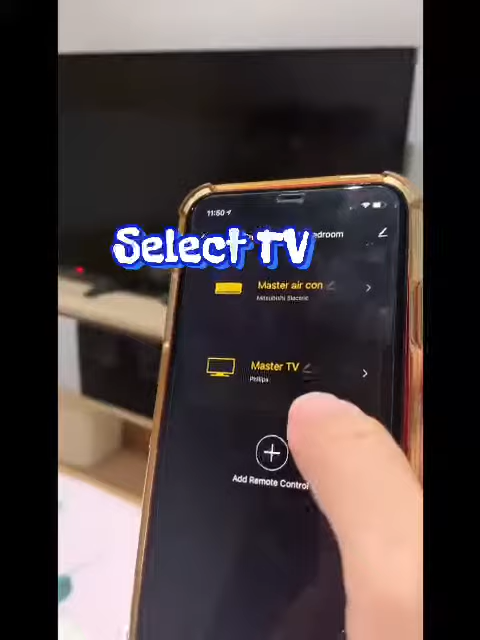 11:50
edroom
Select TV
Master air con
Mitsubishi Electric
Master TV
Philips
Add Remote Control